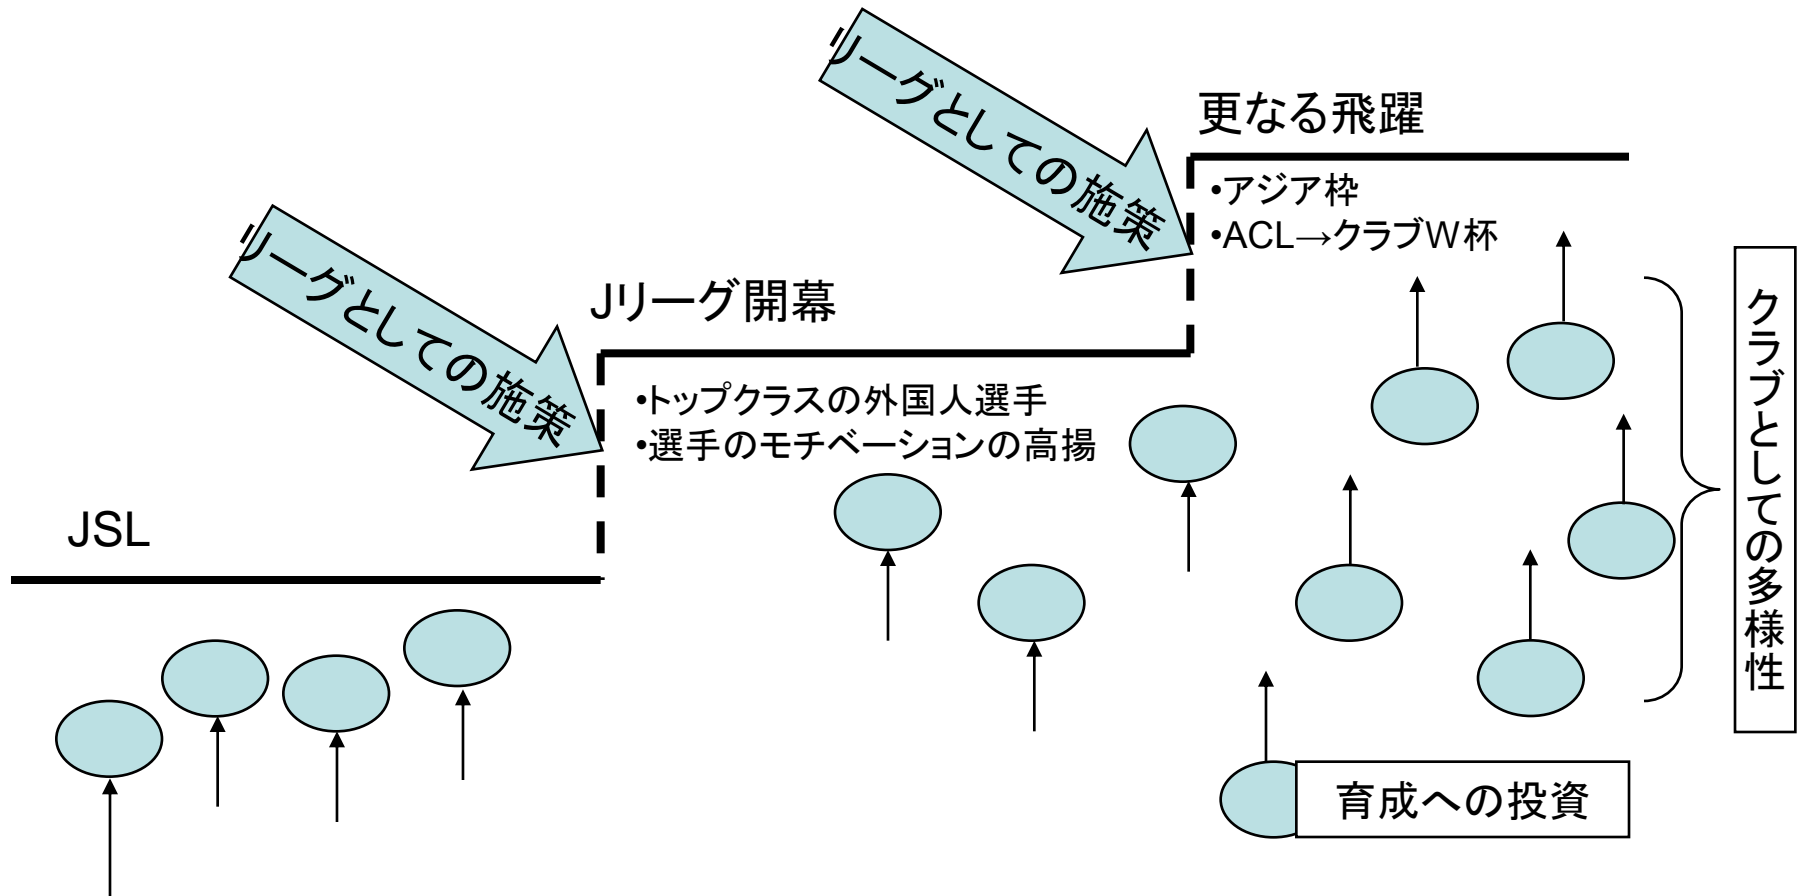 リーグとしての施策
更なる飛躍
•アジア枠
•ACL→クラブW杯
リーグとしての施策
Jリーグ開幕
•トップクラスの外国人選手
•選手のモチベーションの高揚
JSL
クラブとしての多様性
育成への投資